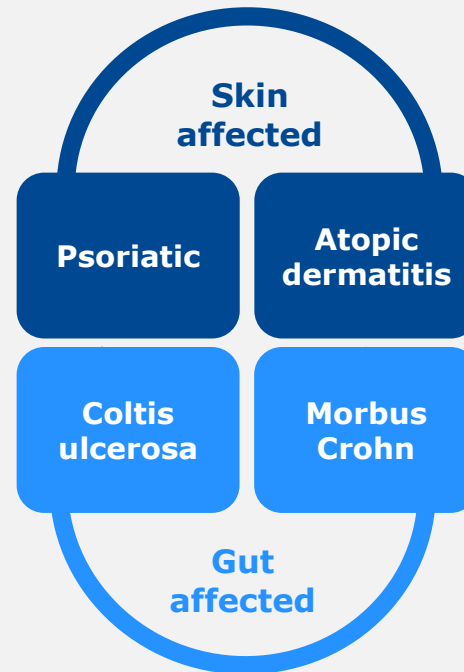 Skin
affected
Psoriatic
Atopic
dermatitis
Coltis
ulcerosa
Morbus
Crohn
Gut
affected